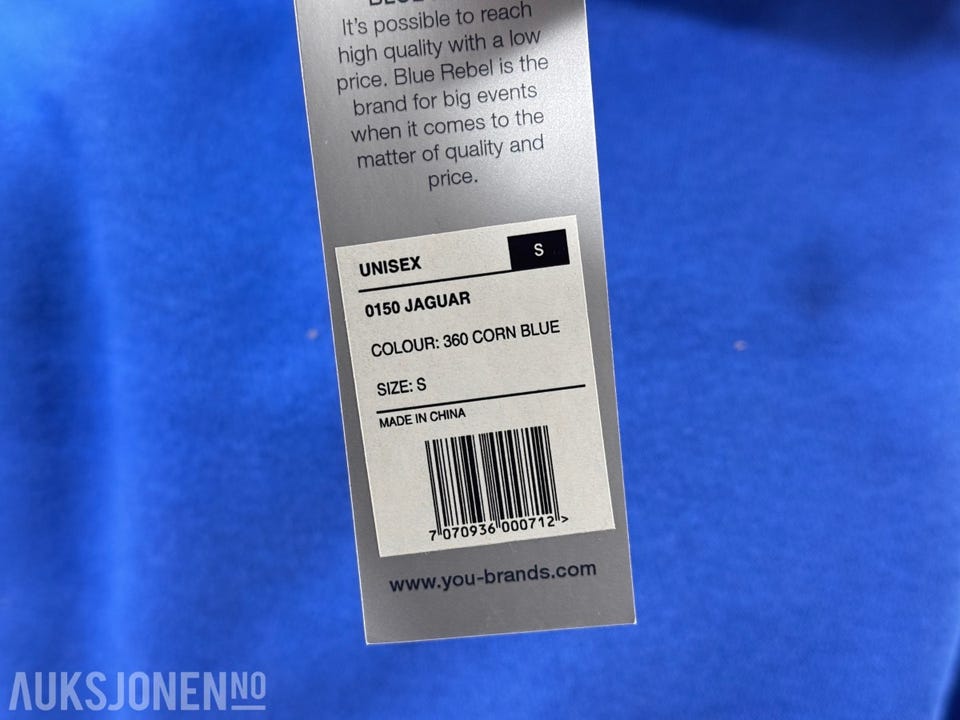 BLUE
It's possible to reach
high quality with a low
price. Blue Rebel is the
brand for big events
when it comes to the
matter of quality and
price.
UNISEX S
0150 JAGUAR
COLOUR: 360 CORN BLUE
SIZE: S
MADE IN CHINA
7 070936 000712 >
www.you-brands.com
AUKSJONEN NO